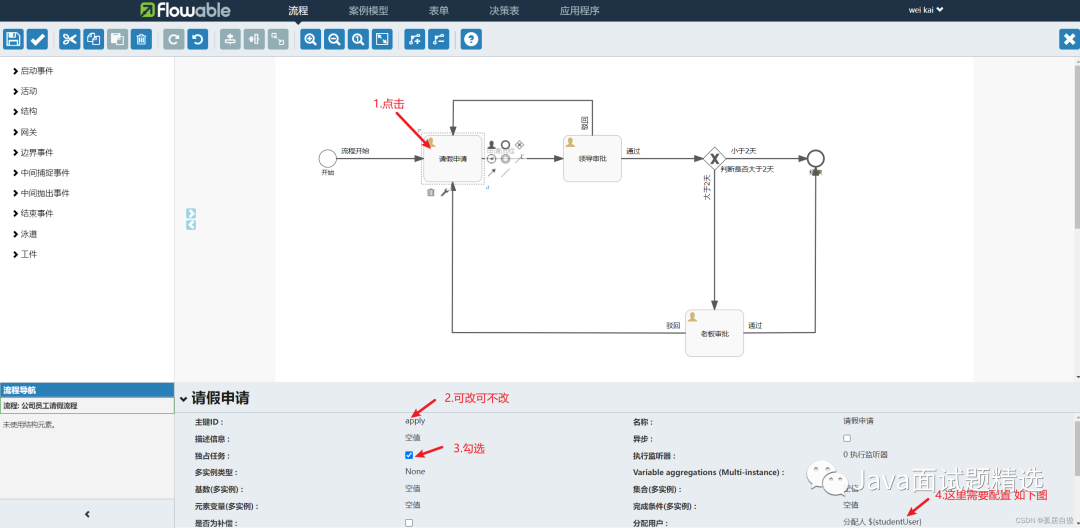 flowable
流程 案例模型 表单 决策表 应用程序
wei kai
启动事件
活动
结构
网关
边界事件
中间捕捉事件
中间抛出事件
结束事件
泳道
工件
1.点击
驳回
流程开始
请假申请
领导审批
通过
小于2天
判断是否大于2天
开始
大于2天
驳回
老板审批
通过
流程导航
流程: 公司员工请假流程
未使用结构元素。
请假申请
2.可改可不改
主键ID : apply 名称 : 请假申请
描述信息 : 空值 异步 :
3.勾选
独占任务 : 执行监听器 : 0 执行监听器
多实例类型 : None Variable aggregations (Multi-instance) :
Java面试题精选
基数(多实例) : 空值 集合(多实例) : 空值
4.这里需要配置 如下图
元素变量(多实例) : 空值 完成条件(多实例) : 空值
是否为补偿 : 分配用户 : 分配人 ${studentUser}